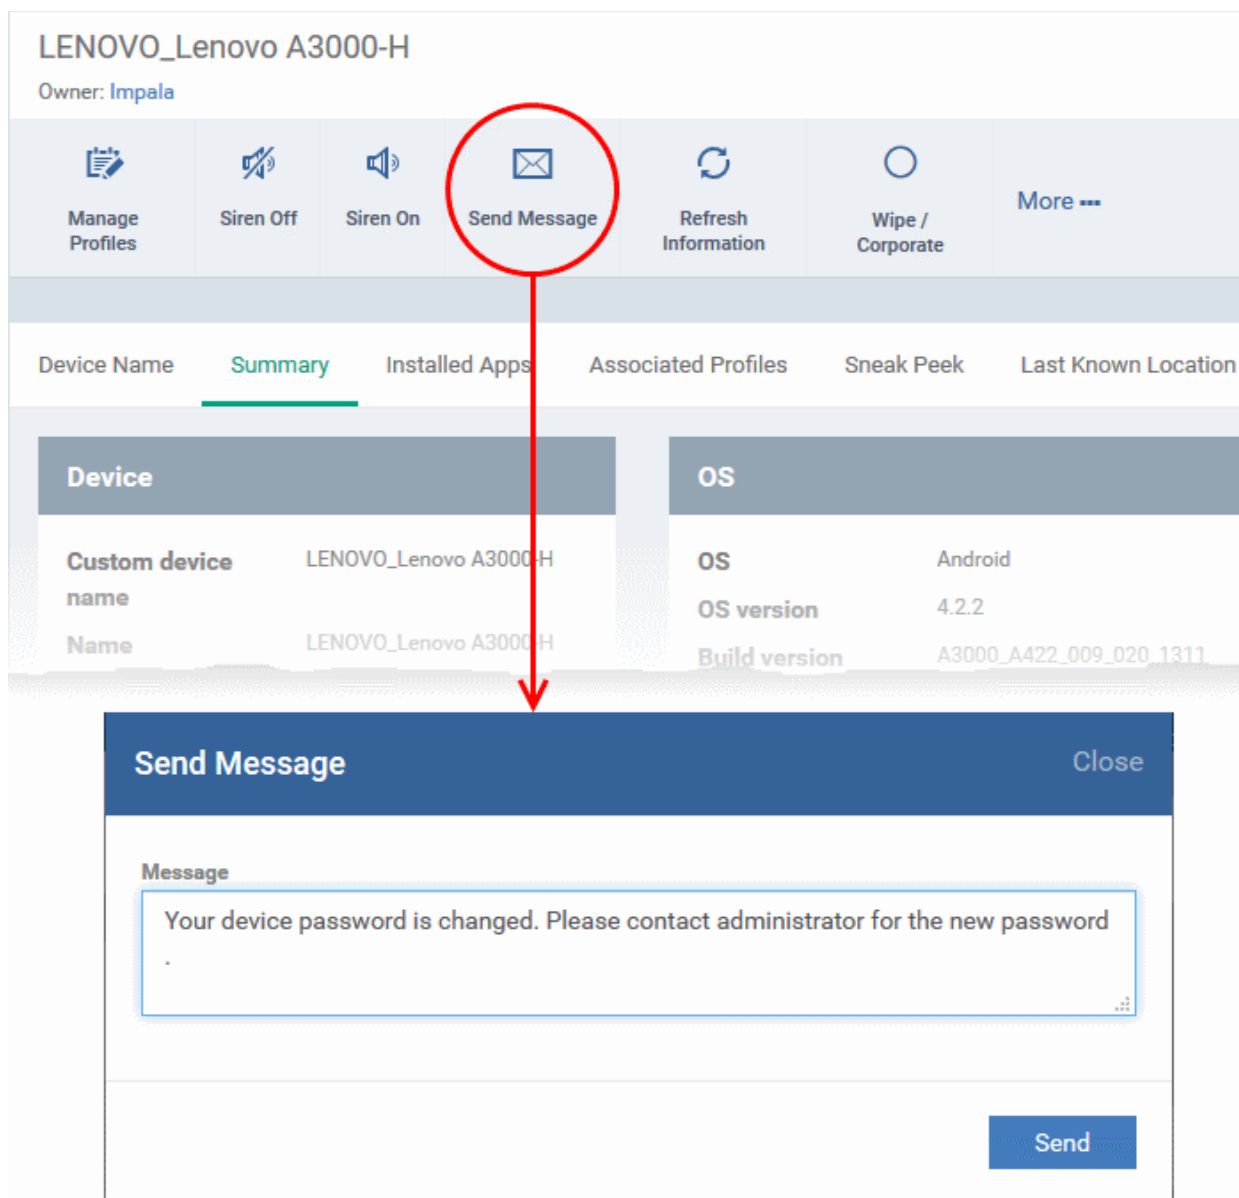 LENOVO_Lenovo A3000-H
Owner: Impala
Manage
Profiles
Siren Off
Siren On
Send Message
Refresh
Information
Wipe /
Corporate
More
Device Name
Summary
Installed Apps
Associated Profiles
Sneak Peek
Last Known Location
Device
Custom device
name
LENOVO_Lenovo A3000-H
Name
LENOVO_Lenovo A3000-H
OS
OS
Android
OS version
4.2.2
Build version
A3000_A422_009_020_1311
Send Message
Close
Message
Your device password is changed. Please contact administrator for the new password
.
Send